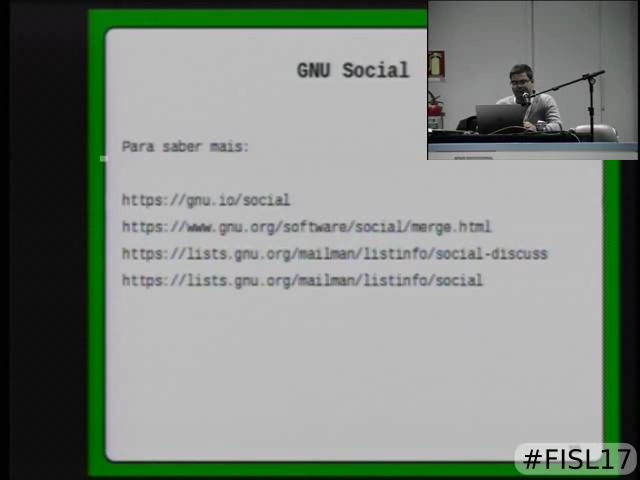 GNU Social
Para saber mais:
https://gnu.io/social
https://www.gnu.org/software/social/merge.html
https://lists.gnu.org/mailman/listinfo/social-discuss
https://lists.gnu.org/mailman/listinfo/social
#FISL17